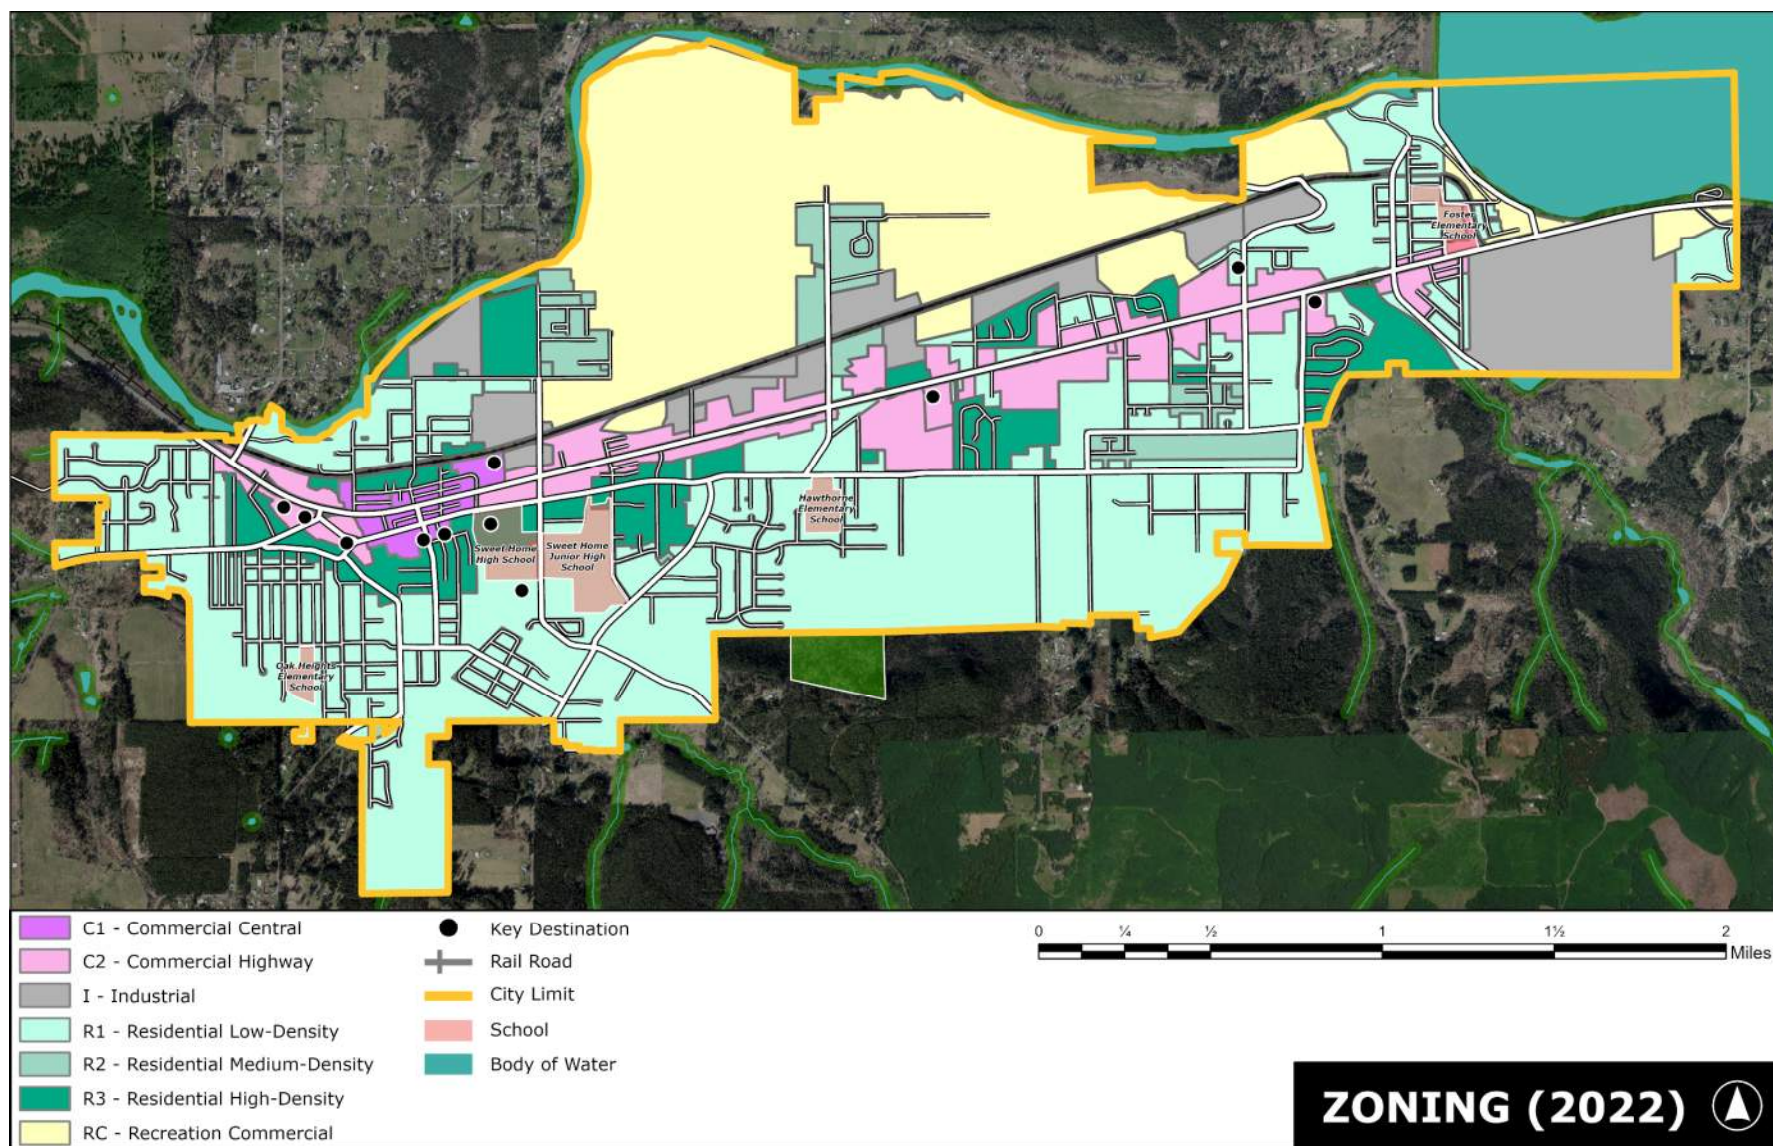 Foster
Elementary
School
Hawthorne
Elementary
School
Sweet Home
High School
Sweet Home
Junior High
School
Oak Heights
Elementary
School
C1 - Commercial Central
C2 - Commercial Highway
I - Industrial
R1 - Residential Low-Density
R2 - Residential Medium-Density
R3 - Residential High-Density
RC - Recreation Commercial
Key Destination
Rail Road
City Limit
School
Body of Water
0 ¼ ½ 1 1½ 2
Miles
ZONING (2022)